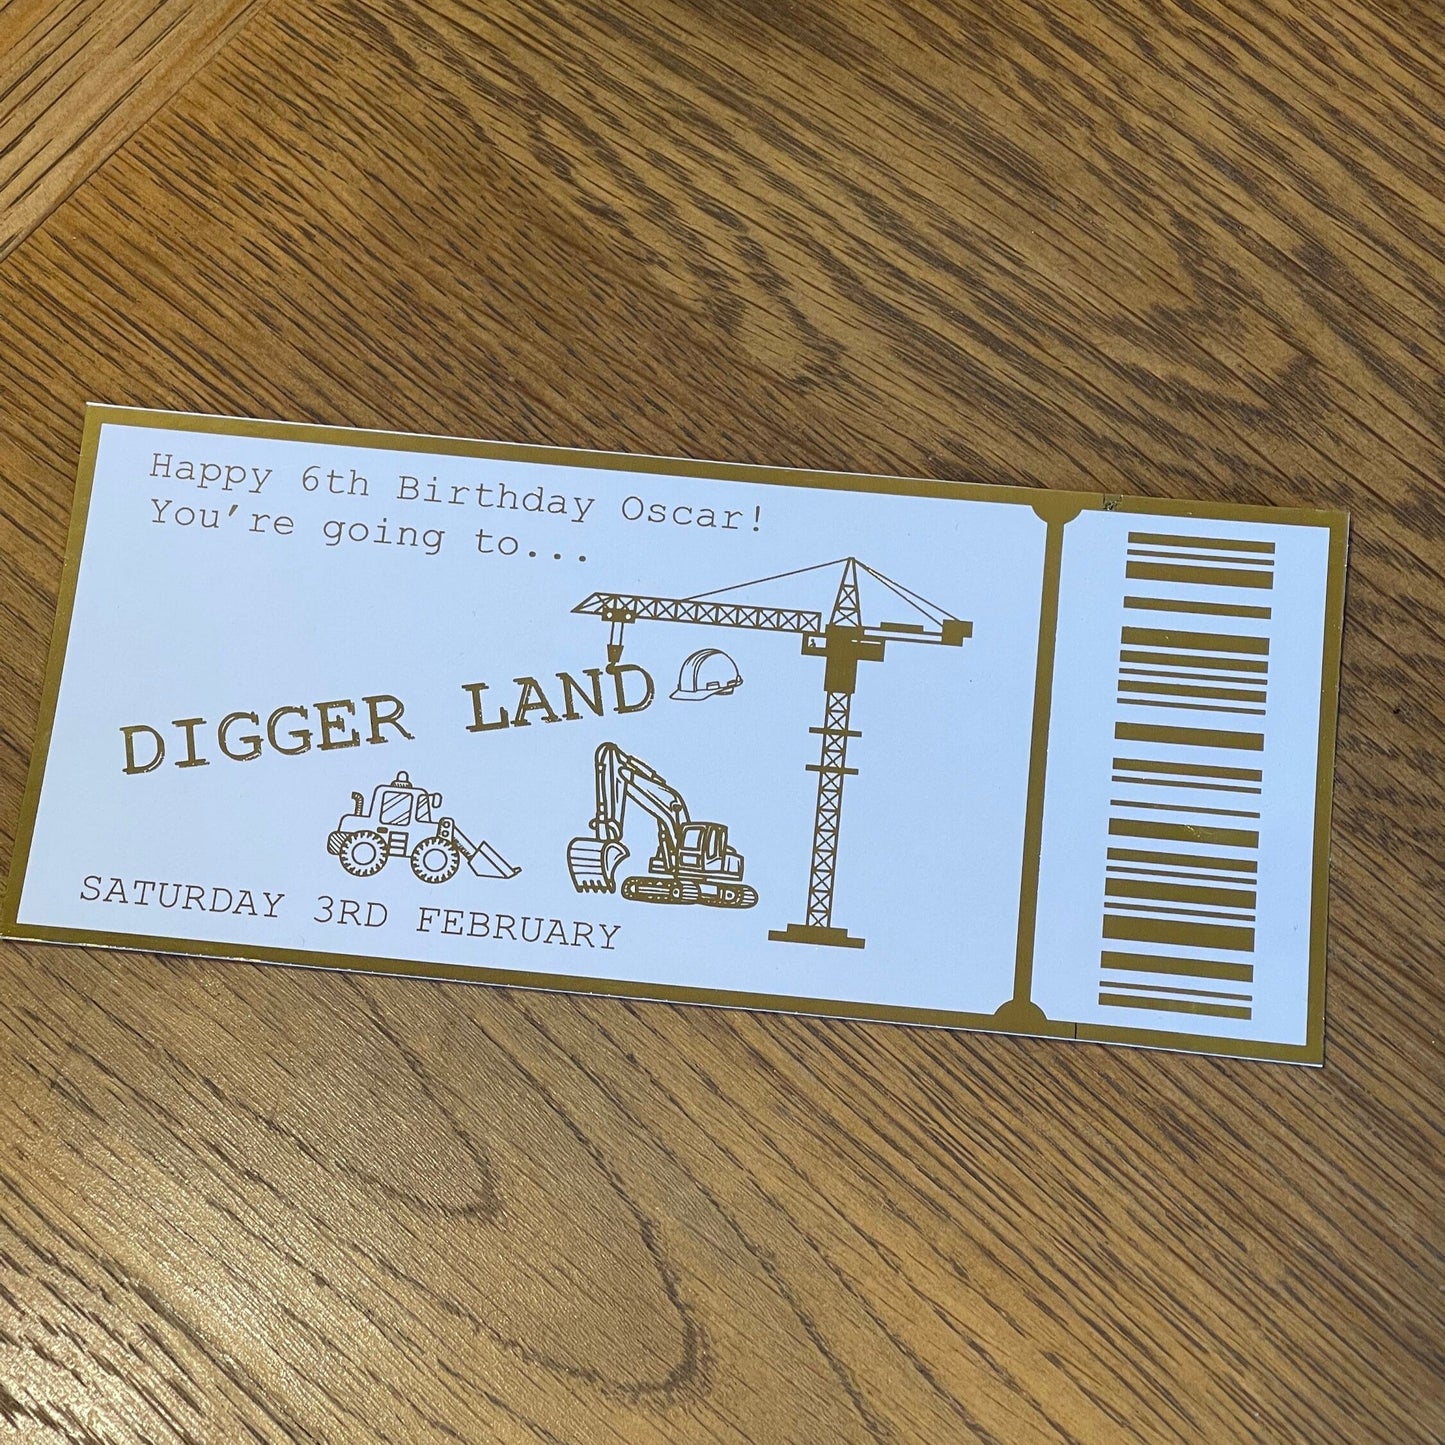 Happy 6th Birthday Oscar!
You're going to...
DIGGER LAND
SATURDAY 3RD FEBRUARY